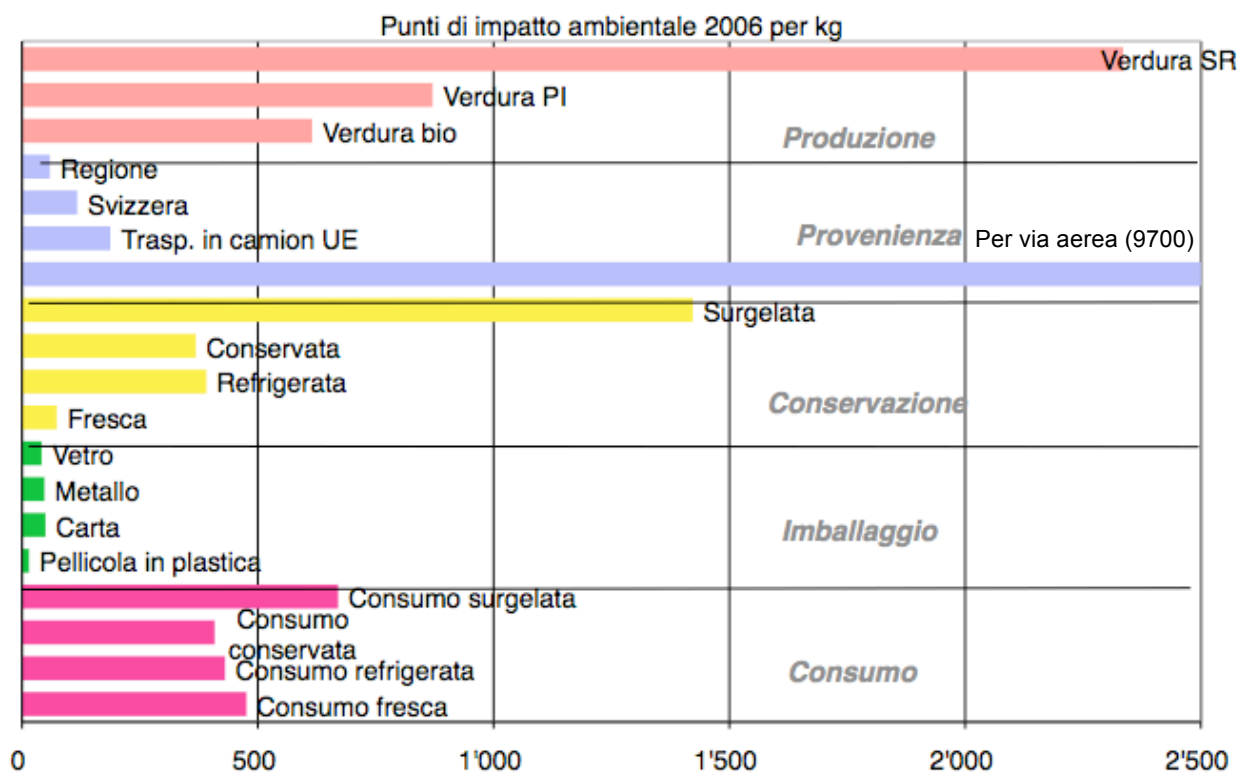 Punti di impatto ambientale 2006 per kg
Verdura SR
Verdura PI
Verdura bio
Produzione
Regione
Svizzera
Trasp. in camion UE
Provenienza
Per via aerea (9700)
Surgelata
Conservata
Refrigerata
Conservazione
Fresca
Vetro
Metallo
Carta
Imballaggio
Pellicola in plastica
Consumo surgelata
Consumo
conservata
Consumo refrigerata
Consumo
Consumo fresca
0
500
1'000
1'500
2'000
2'500